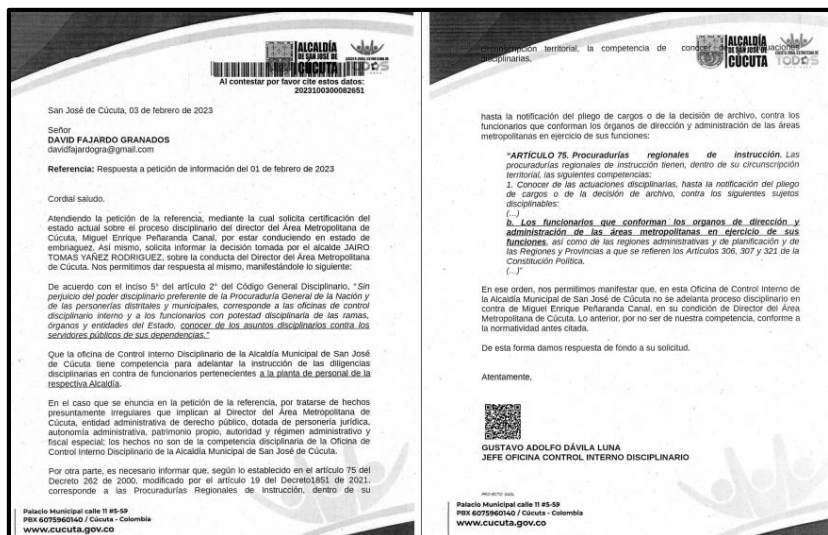 ALCALDÍA
DE SAN JOSÉ DE
CÚCUTA
TODOS
Al contestar por favor cite estos datos:
2023100300082651
San José de Cúcuta, 03 de febrero de 2023
Señor
DAVID FAJARDO GRANADOS
davidfajardogra@gmail.com
Referencia: Respuesta a petición de información del 01 de febrero de 2023
Cordial saludo.
Atendiendo la petición de la referencia, mediante la cual solicita certificación del
estado actual sobre el proceso disciplinario del director del Área Metropolitana de
Cúcuta, Miguel Enrique Peñaranda Canal, por estar conduciendo en estado de
embriaguez. Así mismo, solicita informar la decisión tomada por el alcalde JAIRO
TOMAS YAÑEZ RODRIGUEZ, sobre la conducta del Director del Área Metropolitana
de Cúcuta. Nos permitimos dar respuesta al mismo, manifestándole lo siguiente:
De acuerdo con el inciso 5° del artículo 2° del Código General Disciplinario, "Sin
perjuicio del poder disciplinario preferente de la Procuraduría General de la Nación y
de las personerías distritales y municipales, corresponde a las oficinas de control
disciplinario interno y a los funcionarios con potestad disciplinaria de las ramas,
órganos y entidades del Estado, conocer de los asuntos disciplinarios contra los
servidores públicos de sus dependencias."
Que la oficina de Control Interno Disciplinario de la Alcaldía Municipal de San José
de Cúcuta tiene competencia para adelantar la instrucción de las diligencias
disciplinarias en contra de funcionarios pertenecientes a la planta de personal de la
respectiva Alcaldía.
En el caso que se enuncia en la petición de la referencia, por tratarse de hechos
presuntamente irregulares que implican al Director del Área Metropolitana de
Cúcuta, entidad administrativa de derecho público, dotada de personería jurídica,
autonomía administrativa, patrimonio propio, autoridad y régimen administrativo y
fiscal especial; los hechos no son de la competencia disciplinaria de la Oficina de
Control Interno Disciplinario de la Alcaldía Municipal de San José de Cúcuta.
Por otra parte, es necesario informar que, según lo establecido en el artículo 75 del
Decreto 262 de 2000, modificado por el artículo 19 del Decreto1851 de 2021.
corresponde a las Procuradurías Regionales de Instrucción, dentro de su
Palacio Municipal calle 11 #5-59
PBX 6075960140 / Cúcuta - Colombia
www.cucuta.gov.co
circunscripción territorial, la competencia de conocer de actuaciones
disciplinarias,
ALCALDÍA
DE SAN JOSÉ DE
CÚCUTA
TODOS
hasta la notificación del pliego de cargos o de la decisión de archivo, contra los
funcionarios que conforman los órganos de dirección y administración de las áreas
metropolitanas en ejercicio de sus funciones:
"ARTÍCULO 75. Procuradurías regionales de instrucción. Las
procuradurías regionales de instrucción tienen, dentro de su circunscripción
territorial, las siguientes competencias:
1. Conocer de las actuaciones disciplinarias, hasta la notificación del pliego
de cargos o de la decisión de archivo, contra los siguientes sujetos
disciplinables:
(...)
b. Los funcionarios que conforman los organos de dirección y
administración de las áreas metropolitanas en ejercicio de sus
funciones, así como de las regiones administrativas y de planificación y de
las Regiones y Provincias a que se refieren los Artículos 306, 307 y 321 de la
Constitución Política.
(...)"
En ese orden, nos permitimos manifestar que, en esta Oficina de Control Interno de
la Alcaldía Municipal de San José de Cúcuta no se adelanta proceso disciplinario en
contra de Miguel Enrique Peñaranda Canal, en su condición de Director del Área
Metropolitana de Cúcuta. Lo anterior, por no ser de nuestra competencia, conforme a
la normatividad antes citada.
De esta forma damos respuesta de fondo a su solicitud.
Atentamente,
GUSTAVO ADOLFO DÁVILA LUNA
JEFE OFICINA CONTROL INTERNO DISCIPLINARIO
Palacio Municipal calle 11 #5-59
PBX 6075960140 / Cúcuta - Colombia
www.cucuta.gov.co